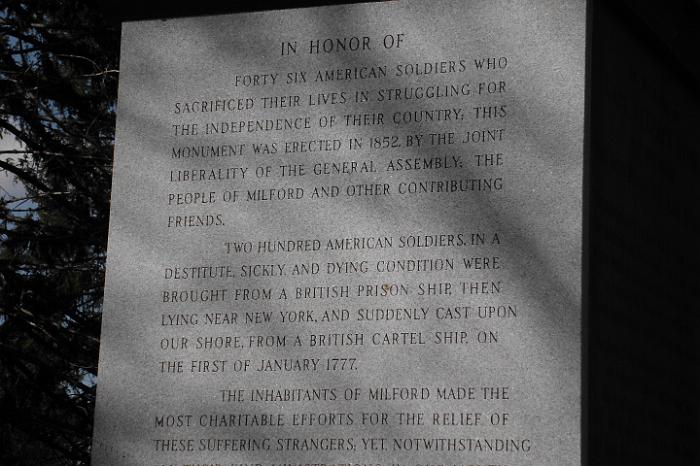 IN HONOR OF
FORTY SIX AMERICAN SOLDIERS WHO
SACRIFICED THEIR LIVES IN STRUGGLING FOR
THE INDEPENDENCE OF THEIR COUNTRY; THIS
MONUMENT WAS ERECTED IN 1852. BY THE JOINT
LIBERALITY OF THE GENERAL ASSEMBLY; THE
PEOPLE OF MILFORD AND OTHER CONTRIBUTING
FRIENDS.
TWO HUNDRED AMERICAN SOLDIERS, IN A
DESTITUTE, SICKLY, AND DYING CONDITION WERE
BROUGHT FROM A BRITISH PRISON SHIP, THEN
LYING NEAR NEW YORK, AND SUDDENLY CAST UPON
OUR SHORE, FROM A BRITISH CARTEL SHIP, ON
THE FIRST OF JANUARY 1777.
THE INHABITANTS OF MILFORD MADE THE
MOST CHARITABLE EFFORTS FOR THE RELIEF OF
THESE SUFFERING STRANGERS; YET, NOTWITHSTANDING